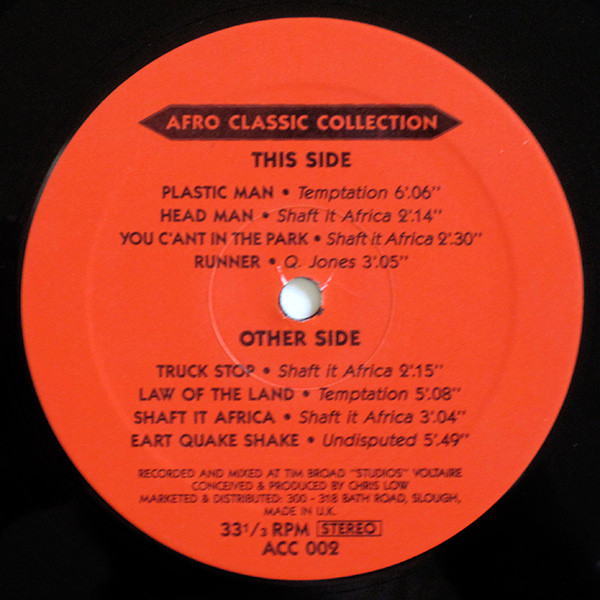 AFRO CLASSIC COLLECTION
THIS SIDE
PLASTIC MAN • Temptation 6'.06"
HEAD MAN • Shaft it Africa 2'.14"
YOU C'ANT IN THE PARK • Shaft it Africa 2'.30"
RUNNER • Q. Jones 3'.05"
OTHER SIDE
TRUCK STOP • Shaft it Africa 2'.15"
LAW OF THE LAND • Temptation 5'.08"
SHAFT IT AFRICA • Shaft it Africa 3'.04"
EART QUAKE SHAKE • Undisputed 5'.49"
RECORDED AND MIXED AT TIM BROAD "STUDIOS" VOLTAIRE
CONCEIVED & PRODUCED BY CHRIS LOW
MARKETED & DISTRIBUTED: 300 - 318 BATH ROAD, SLOUGH,
MADE IN U.K.
33 1/3 RPM STEREO
ACC 002